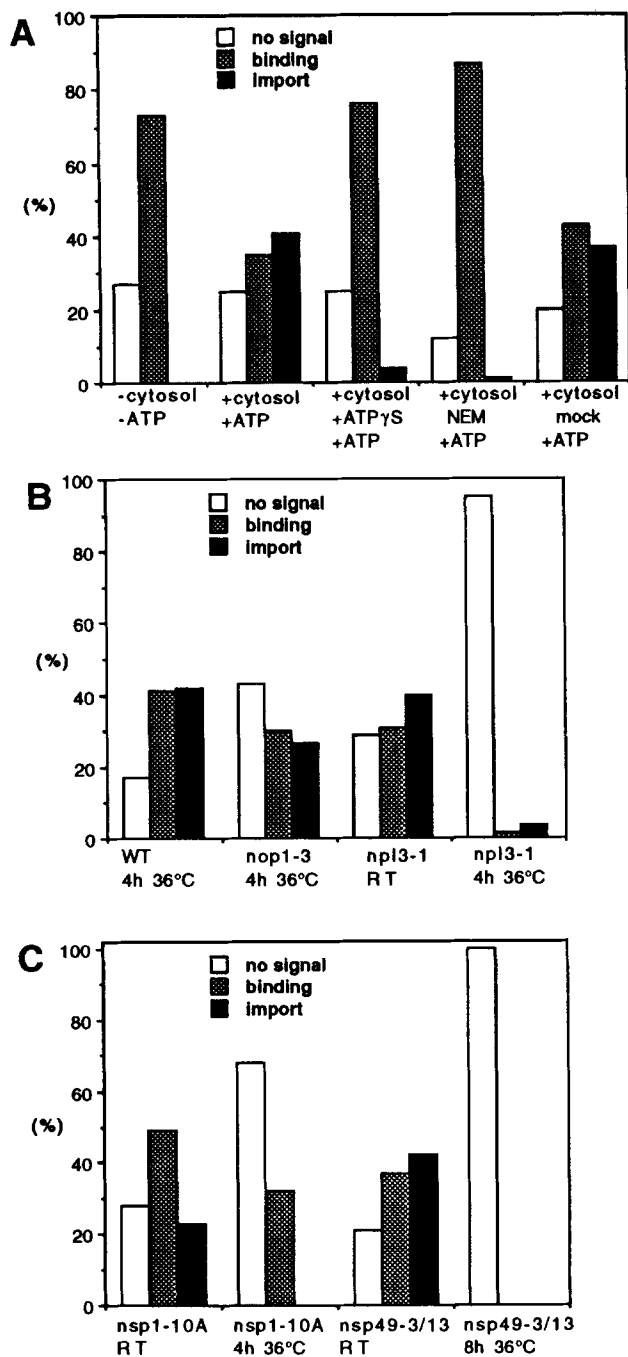 A
100
80
60
(%)
40
20
0
no signal
binding
import
-cytosol -ATP
+cytosol +ATP
+cytosol +ATPγS +ATP
+cytosol NEM +ATP
+cytosol mock +ATP
B
100
80
60
(%)
40
20
0
no signal
binding
import
WT 4h 36°C
nop1-3 4h 36°C
npl3-1 RT
npl3-1 4h 36°C
C
100
80
60
(%)
40
20
0
no signal
binding
import
nsp1-10A RT
nsp1-10A 4h 36°C
nsp49-3/13 RT
nsp49-3/13 8h 36°C